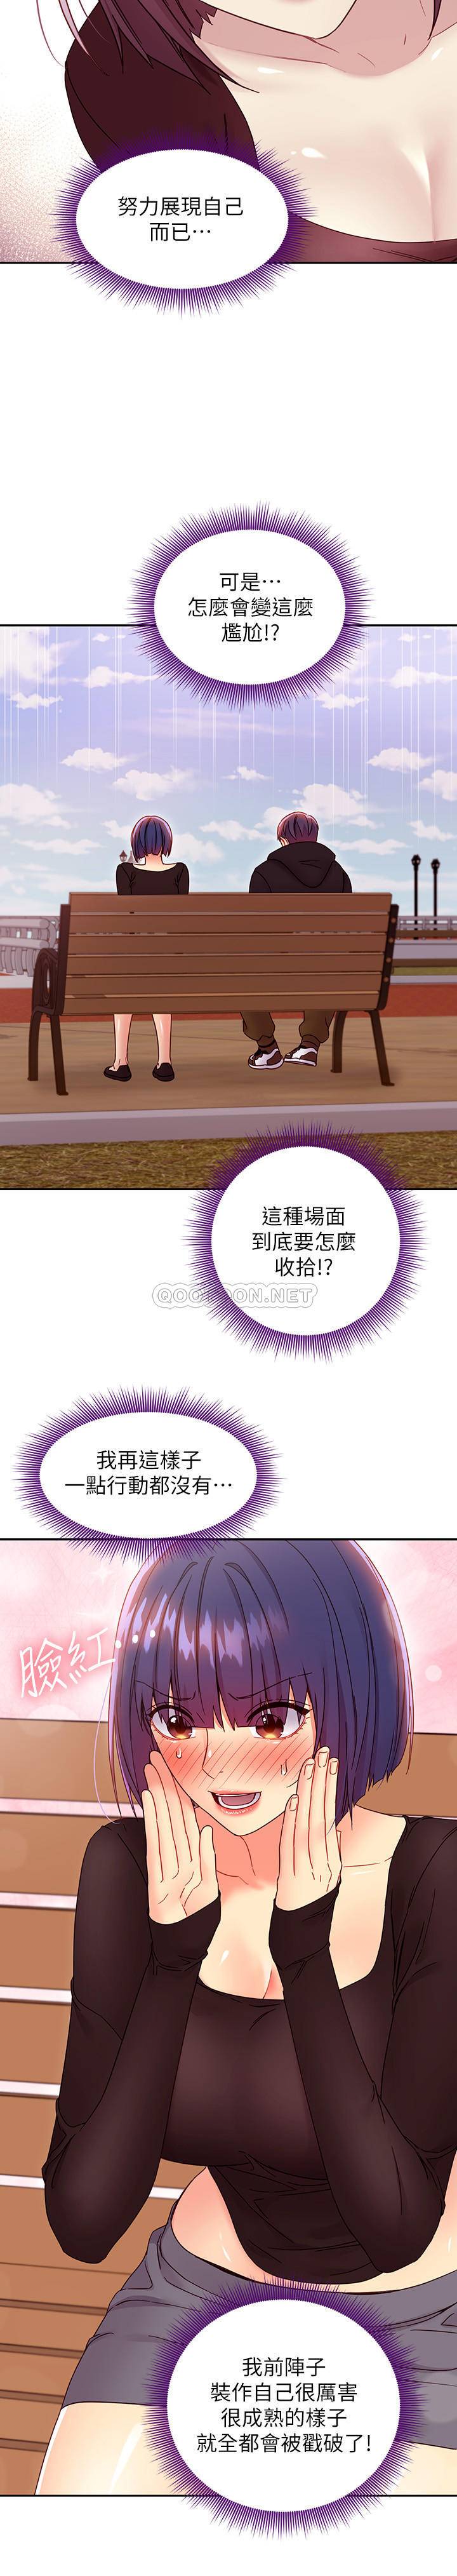 努力展現自己
而已…
可是…
怎麼會變這麼
尷尬!?
這種場面
到底要怎麼
收拾!?
QOOTOON.NET
我再這樣子
一點行動都沒有…
臉紅…
我前陣子
裝作自己很厲害
很成熟的樣子
就全都會被戳破了!